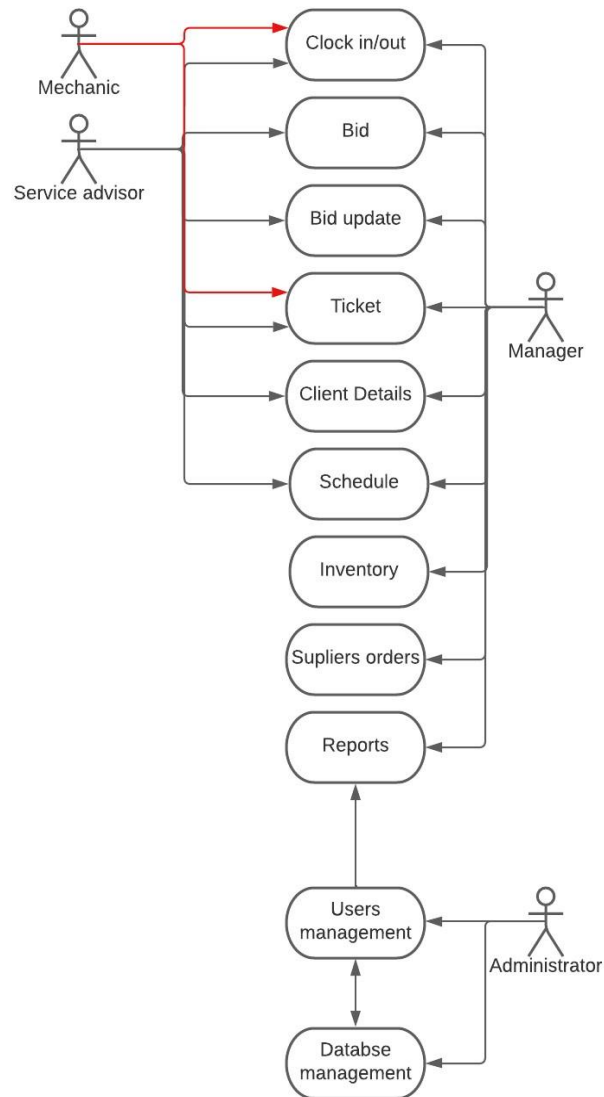 Clock in/out
Mechanic
Bid
Service advisor
Bid update
Ticket
Manager
Client Details
Schedule
Inventory
Supliers orders
Reports
Users
management
Administrator
Databse
management